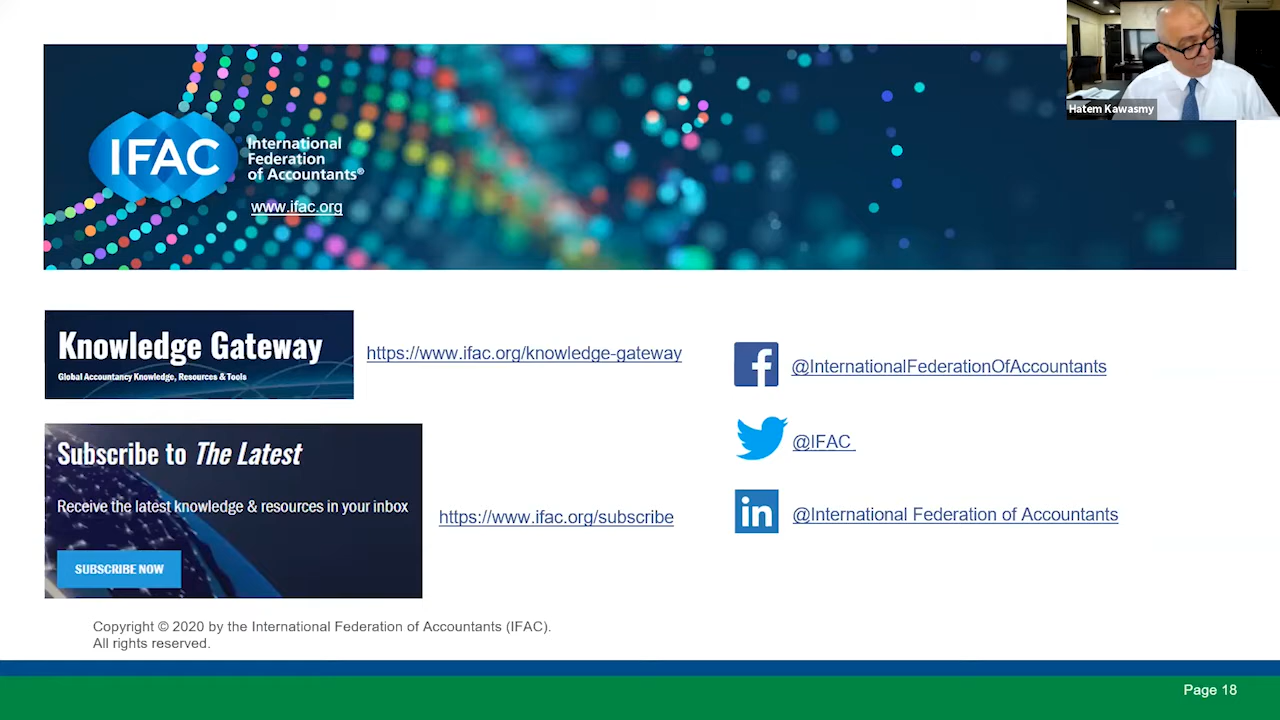 Hatem Kawasmy
IFAC
International
Federation
of Accountants®
www.ifac.org
Knowledge Gateway
Global Accountancy Knowledge, Resources & Tools
https://www.ifac.org/knowledge-gateway
Subscribe to The Latest
Receive the latest knowledge & resources in your inbox
SUBSCRIBE NOW
https://www.ifac.org/subscribe
@InternationalFederationOfAccountants
@IFAC
in
@International Federation of Accountants
Copyright © 2020 by the International Federation of Accountants (IFAC).
All rights reserved.
Page 18